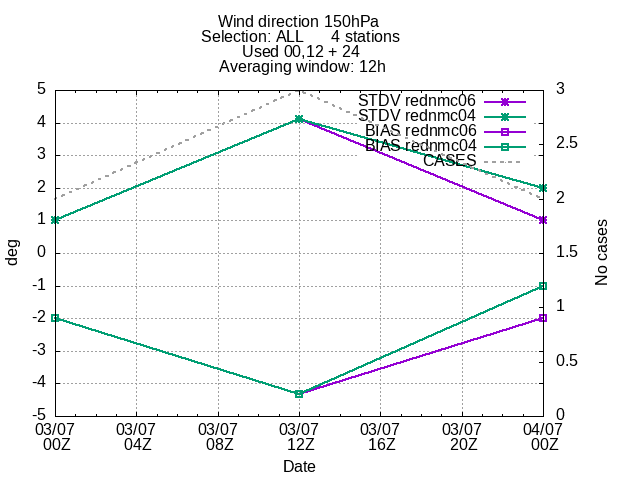 Wind direction 150hPa
Selection: ALL      4 stations
Used 00,12 + 24
Averaging window: 12h
STDV rednmc06
STDV rednmc04
BIAS rednmc06
BIAS rednmc04
CASES
5
4
3
2
1
0
-1
-2
-3
-4
-5
deg
3
2.5
2
1.5
1
0.5
0
No cases
03/07 03/07 03/07 03/07 03/07 03/07 04/07
00Z 04Z 08Z 12Z 16Z 20Z 00Z
Date